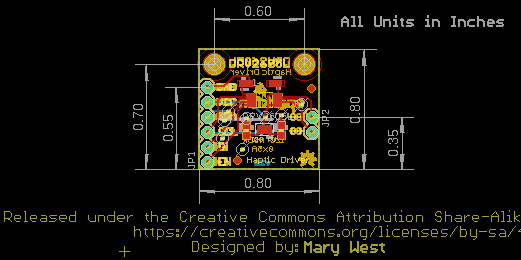 0.60
All Units in Inches
Haptic Driver
0.70
0.55
0.80
JP2
0.35
0x5A
JP1
Haptic Driv
0.80
Released under the Creative Commons Attribution Share-Alik
https://creativecommons.org/licenses/by-sa/4
Designed by: Mary West